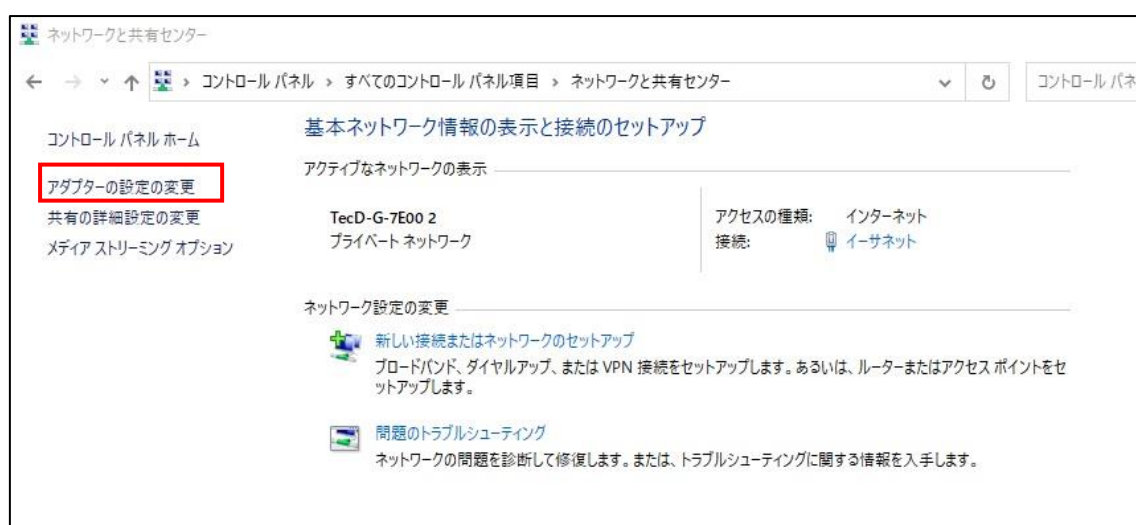 ネットワークと共有センター
コントロール パネル › すべてのコントロール パネル項目 › ネットワークと共有センター
コントロール パネ
コントロール パネル ホーム
アダプターの設定の変更
共有の詳細設定の変更
メディア ストリーミング オプション
基本ネットワーク情報の表示と接続のセットアップ
アクティブなネットワークの表示
TecD-G-7E00 2
プライベート ネットワーク
アクセスの種類: インターネット
接続: イーサネット
ネットワーク設定の変更
新しい接続またはネットワークのセットアップ
ブロードバンド、ダイヤルアップ、または VPN 接続をセットアップします。あるいは、ルーターまたはアクセス ポイントをセ
ットアップします。
問題のトラブルシューティング
ネットワークの問題を診断して修復します。または、トラブルシューティングに関する情報を入手します。